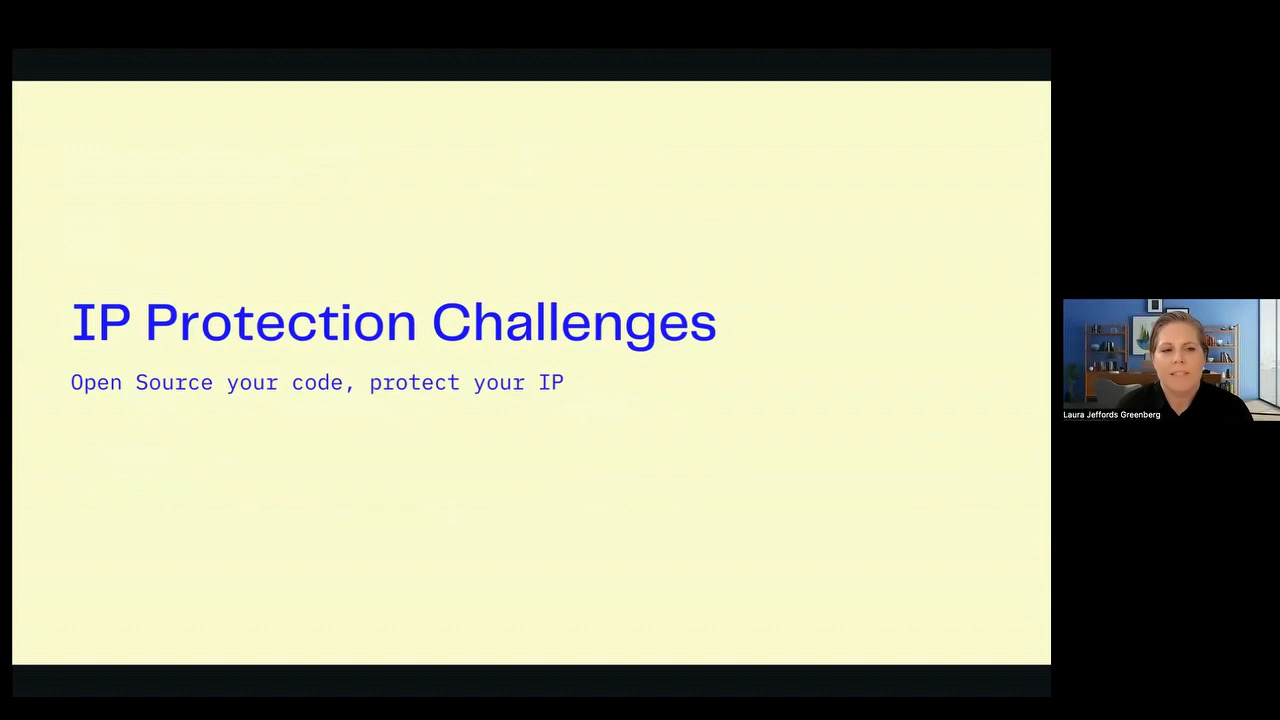 IP Protection Challenges
Open Source your code, protect your IP
Laura Jeffords Greenberg